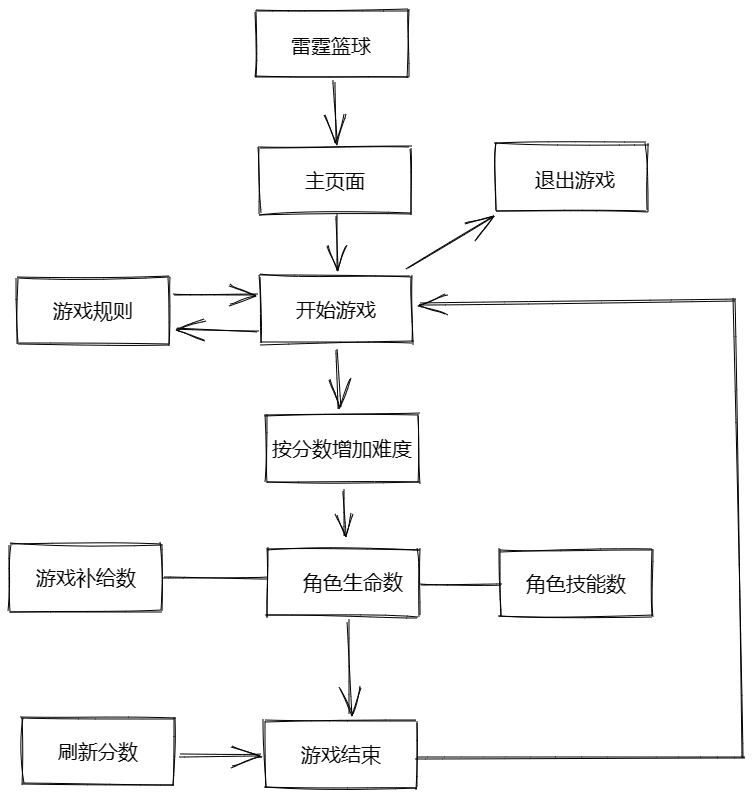 雷霆篮球
主页面
退出游戏
游戏规则
开始游戏
按分数增加难度
游戏补给数
角色生命数
角色技能数
刷新分数
游戏结束